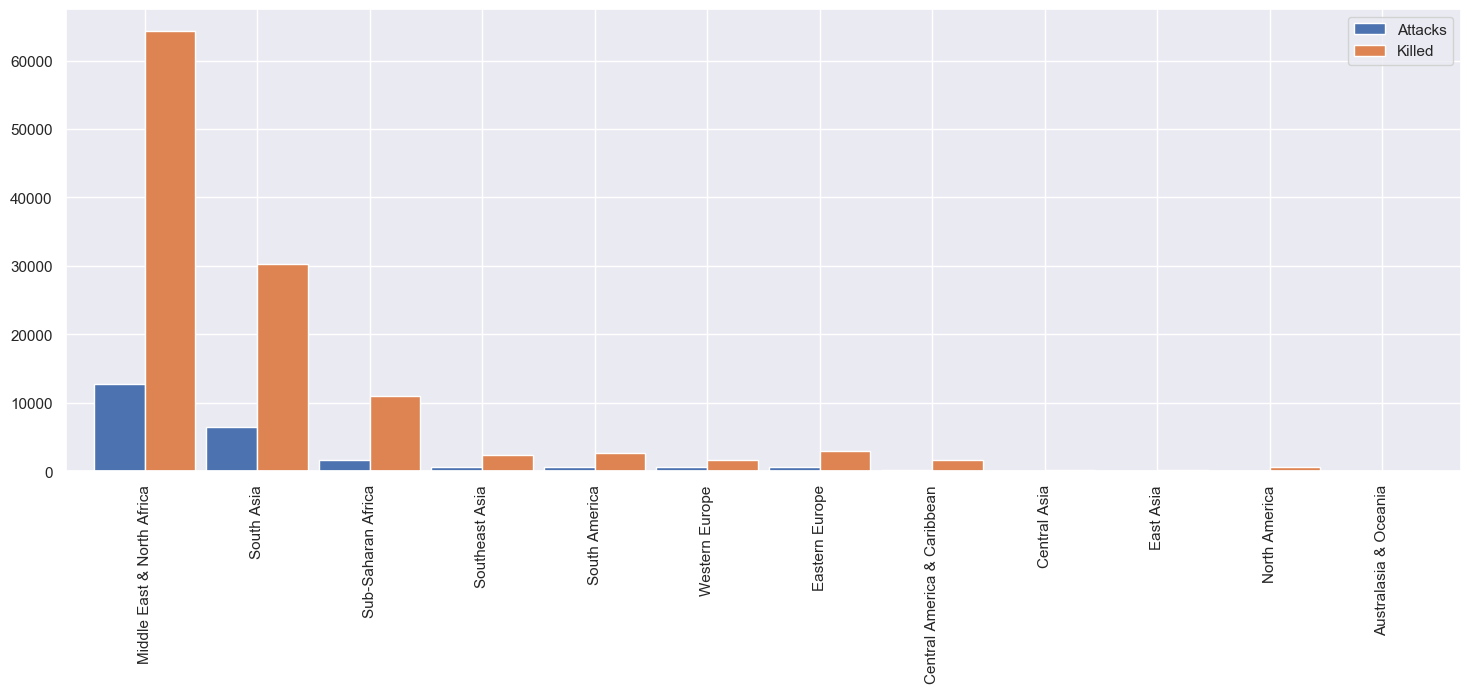 Attacks
Killed
60000
50000
40000
30000
20000
10000
0
Middle East & North Africa
South Asia
Sub-Saharan Africa
Southeast Asia
South America
Western Europe
Eastern Europe
Central America & Caribbean
Central Asia
East Asia
North America
Australasia & Oceania